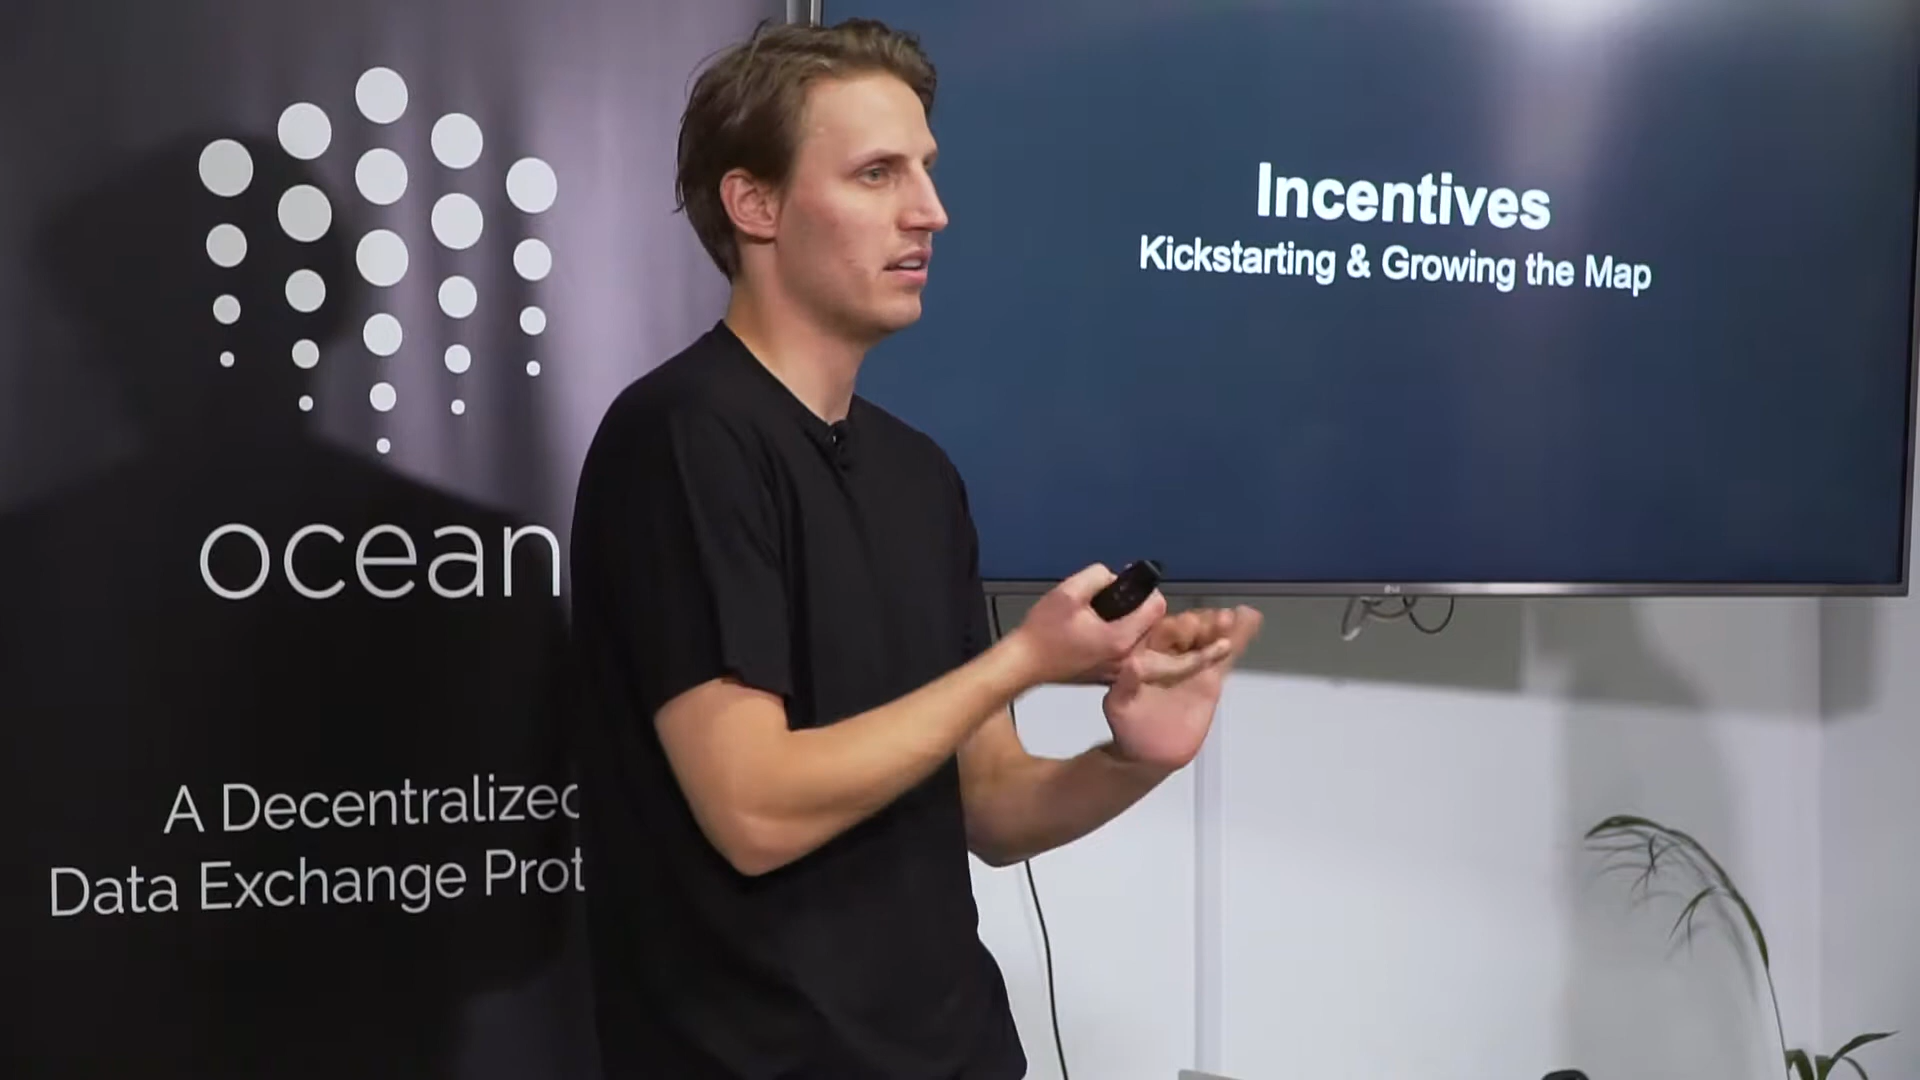 ocean
A Decentralized
Data Exchange Prot
Incentives
Kickstarting & Growing the Map
LG